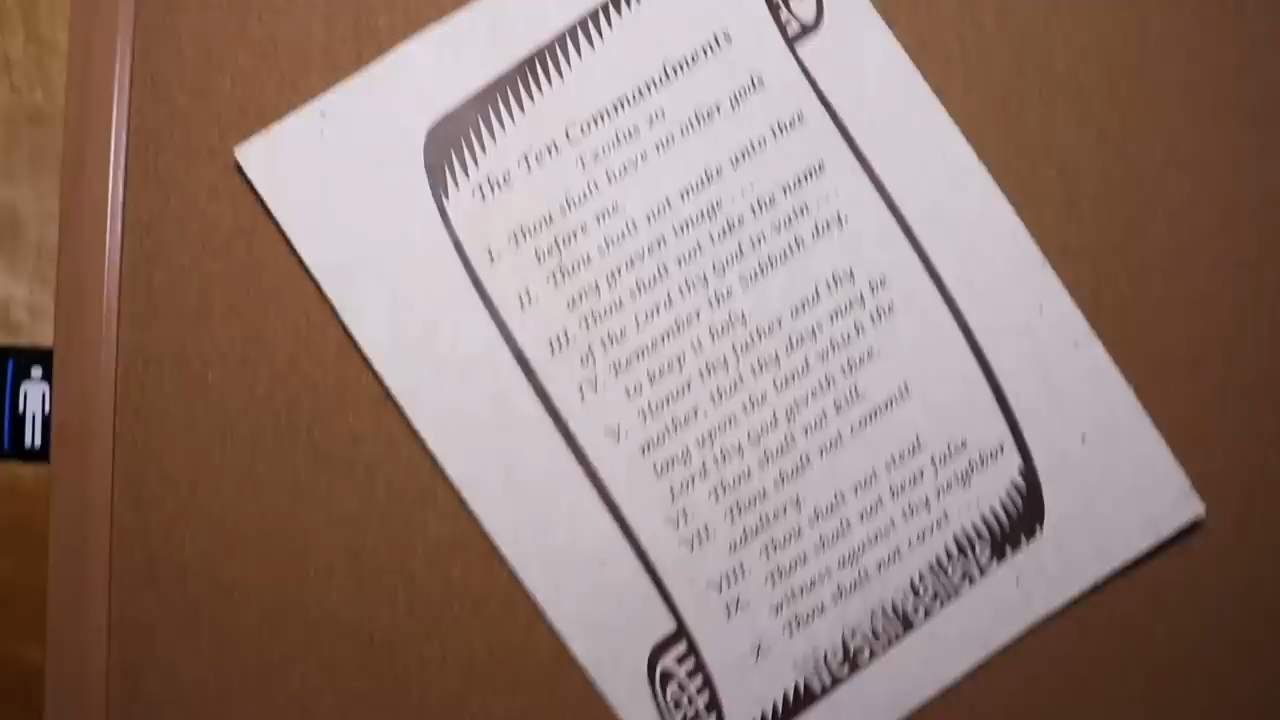 The Ten Commandments
Exodus 20
I. Thou shalt have no other gods
before me.
II. Thou shalt not make unto thee
any graven image . . .
III. Thou shalt not take the name
of the Lord thy God in vain . . .
IV. Remember the sabbath day,
to keep it holy
V. Honor thy father and thy
mother, that thy days may be
long upon the land which the
Lord thy God giveth thee.
VI. Thou shalt not kill.
VII. Thou shalt not commit
adultery.
VIII. Thou shalt not steal
IX. Thou shalt not bear false
witness against thy neighbor
X. Thou shalt not covet . . .